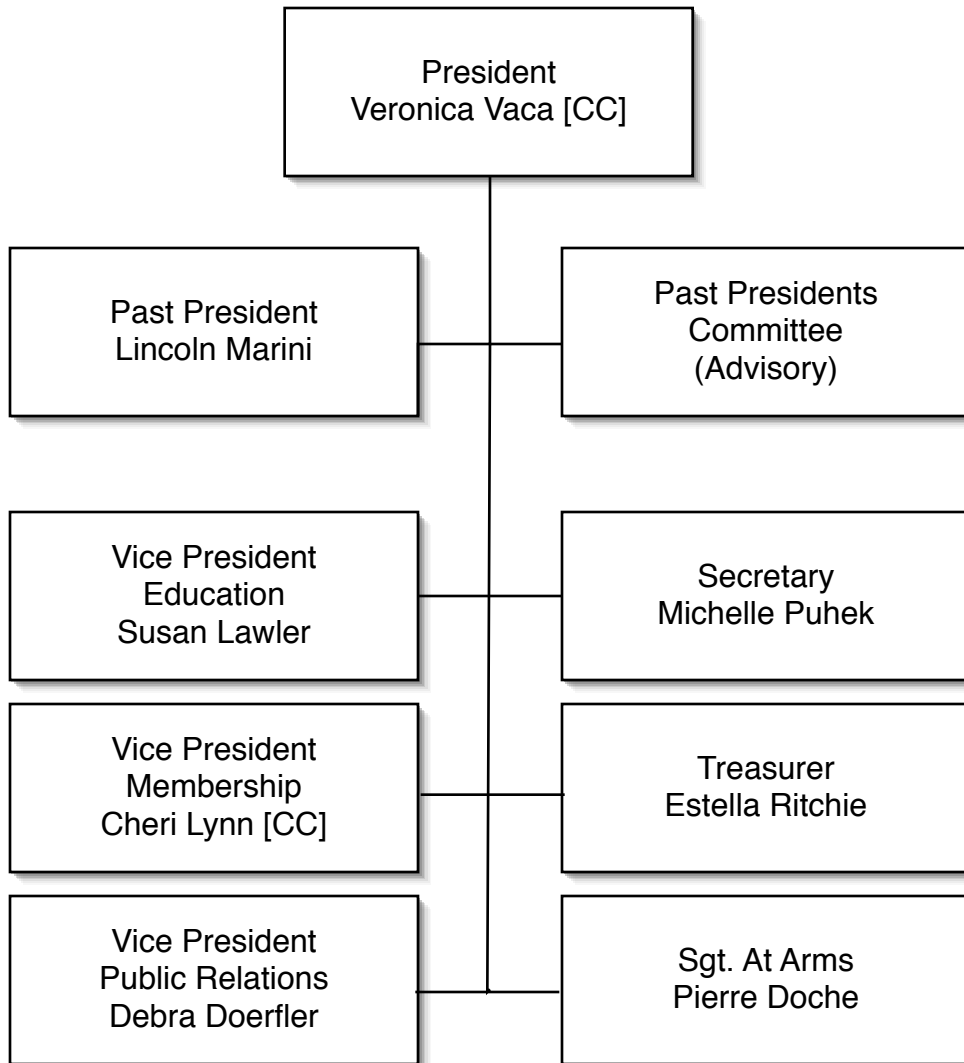 President
Veronica Vaca [CC]
Past President
Lincoln Marini
Past Presidents
Committee
(Advisory)
Vice President
Education
Susan Lawler
Secretary
Michelle Puhek
Vice President
Membership
Cheri Lynn [CC]
Treasurer
Estella Ritchie
Vice President
Public Relations
Debra Doerfler
Sgt. At Arms
Pierre Doche